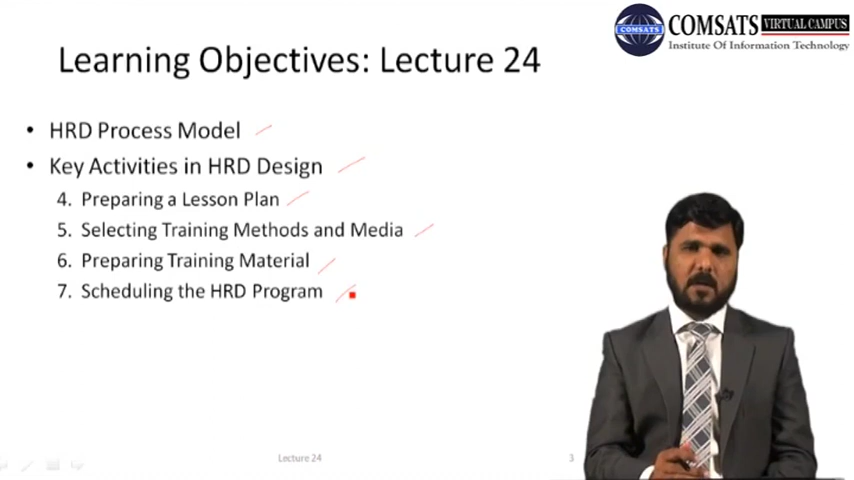 COMSATS VIRTUAL CAMPUS
COMSATS
Institute Of Information Technology
Learning Objectives: Lecture 24
• HRD Process Model
• Key Activities in HRD Design
4. Preparing a Lesson Plan
5. Selecting Training Methods and Media
6. Preparing Training Material
7. Scheduling the HRD Program
Lecture 24
3